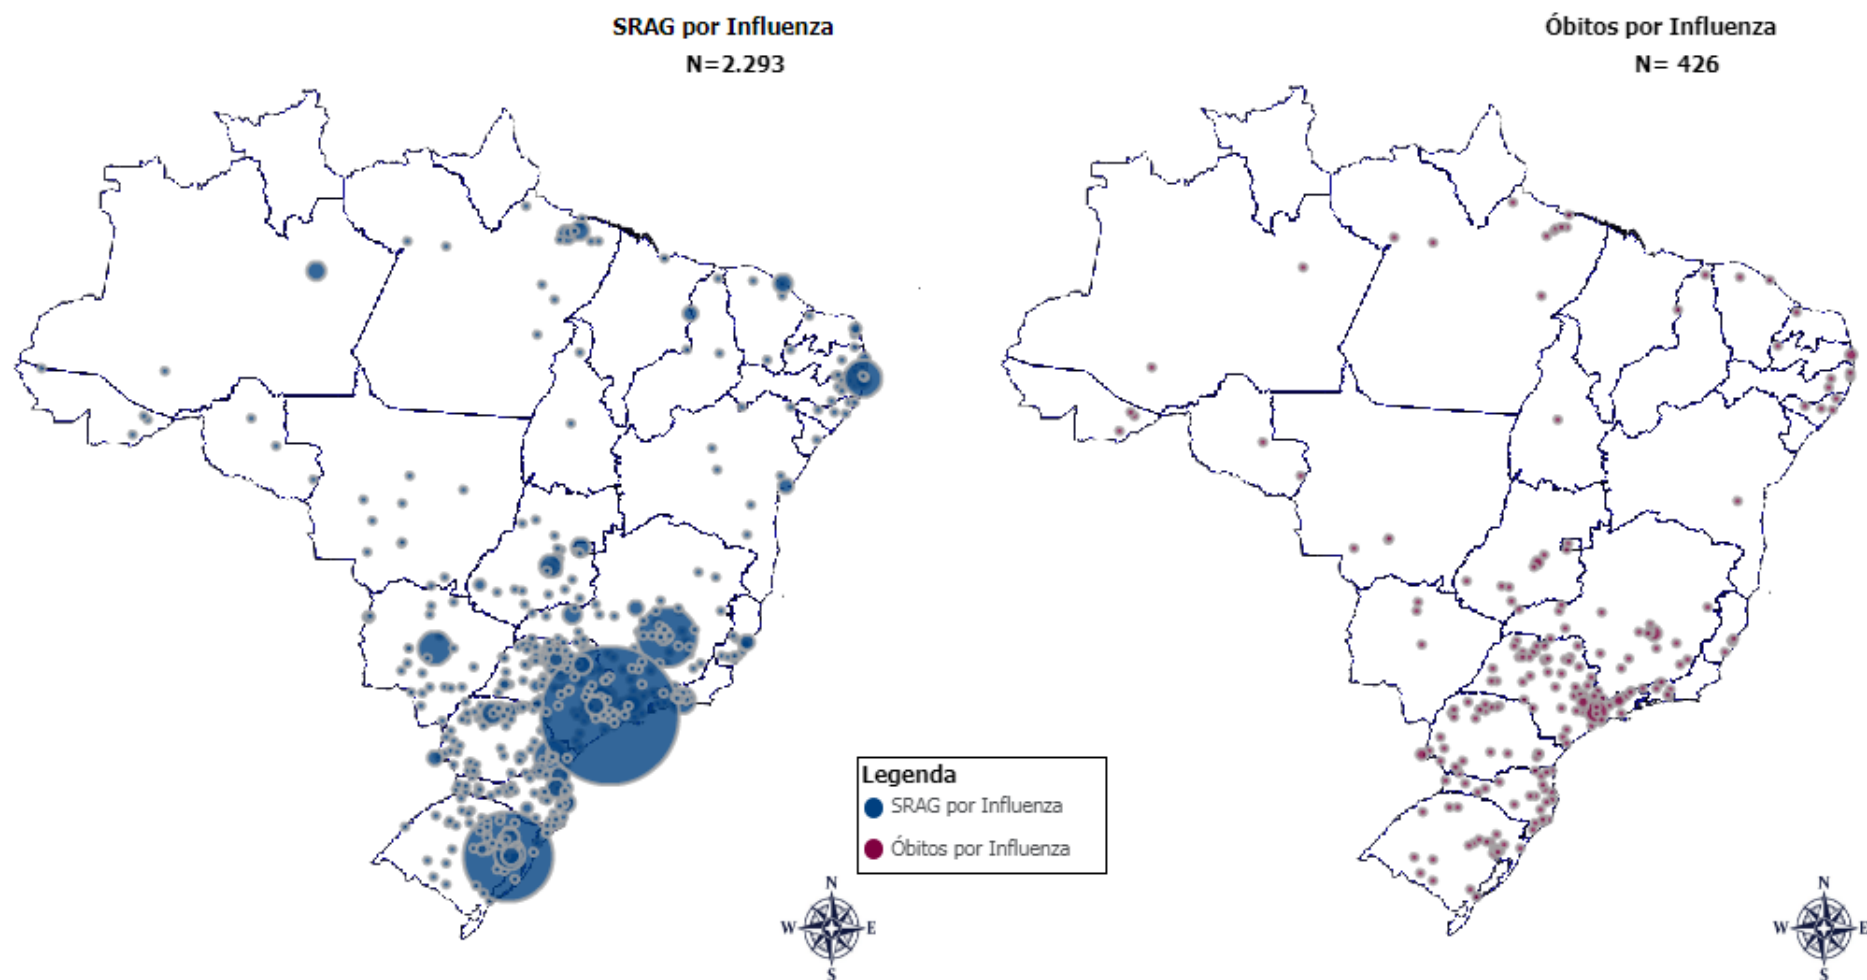 SRAG por Influenza
N=2.293
Óbitos por Influenza
N= 426
Legenda
SRAG por Influenza
Óbitos por Influenza
N
W
E
S
N
W
E
S